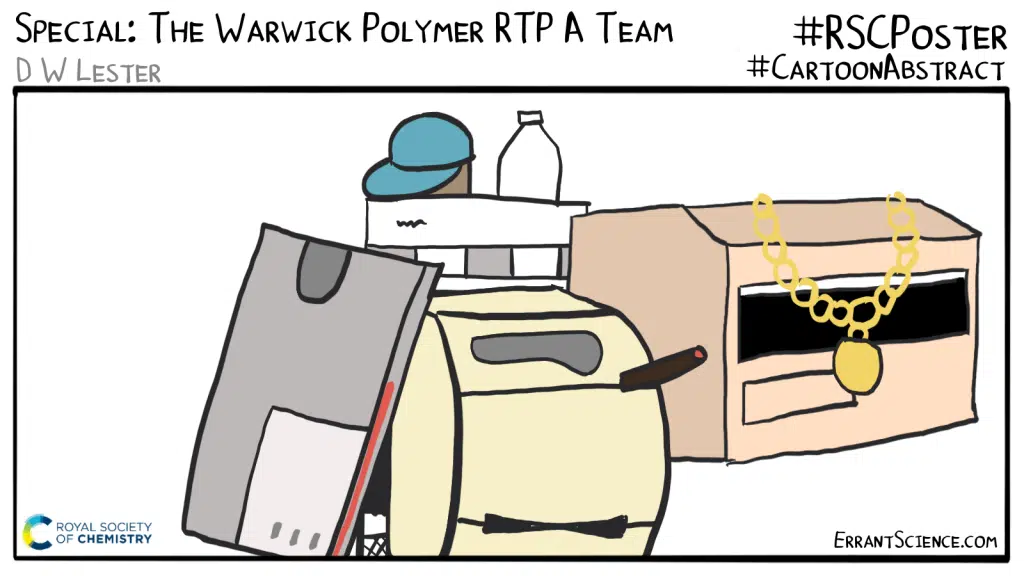 Special: The Warwick Polymer RTP A Team
#RSCPoster
D W Lester
#CartoonAbstract
ROYAL SOCIETY
OF CHEMISTRY
ErrantScience.com